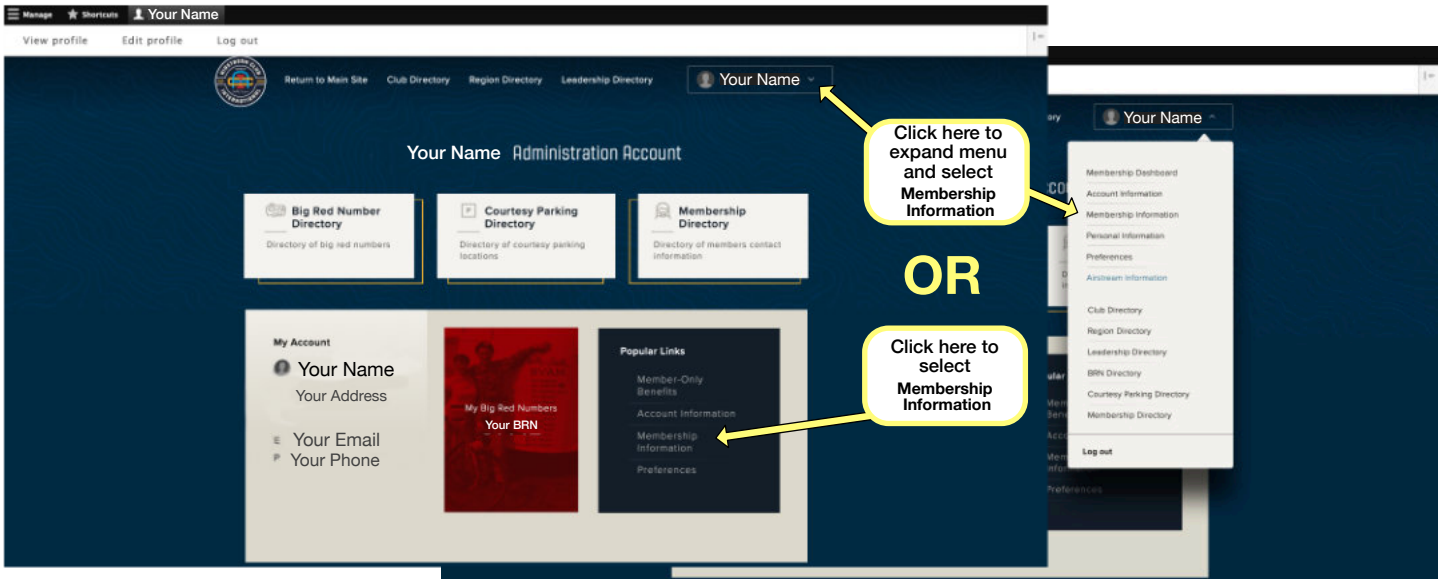 Manage Shortcuts Your Name
View profile Edit profile Log out
INTERNATIONAL
Return to Main Site Club Directory Region Directory Leadership Directory Your Name
Your Name Administration Account
Big Red Number
Directory
Directory of big red numbers
Courtesy Parking
Directory
Directory of courtesy parking
locations
Membership
Directory
Directory of members contact
information
My Account
Your Name
Your Address
E Your Email
P Your Phone
My Big Red Numbers
Your BRN
Popular Links
Member-Only
Benefits
Account Information
Membership
Information
Preferences
Click here to
expand menu
and select
Membership
Information
OR
Click here to
select
Membership
Information
Your Name
Membership Dashboard
Account Information
Membership Information
Personal Information
Preferences
Airstream Information
Club Directory
Region Directory
Leadership Directory
BRN Directory
Courtesy Parking Directory
Membership Directory
Log out
Preferences